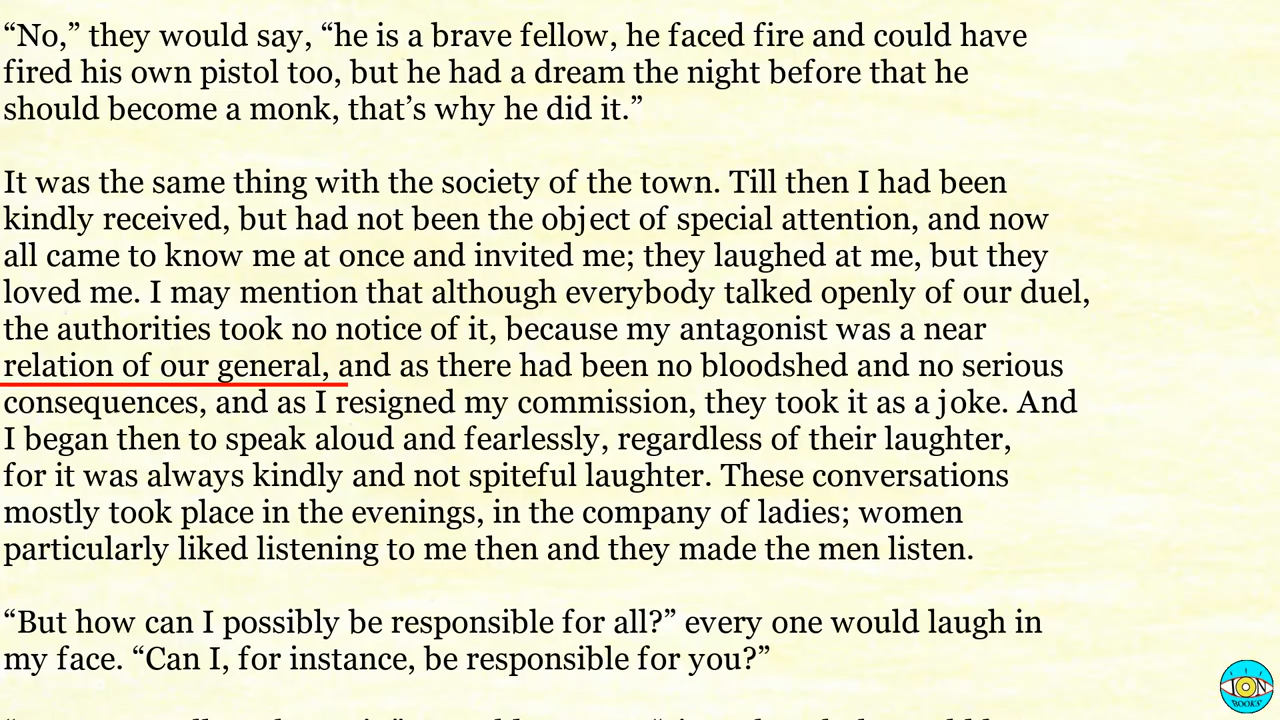 “No,” they would say, “he is a brave fellow, he faced fire and could have
fired his own pistol too, but he had a dream the night before that he
should become a monk, that’s why he did it.”
It was the same thing with the society of the town. Till then I had been
kindly received, but had not been the object of special attention, and now
all came to know me at once and invited me; they laughed at me, but they
loved me. I may mention that although everybody talked openly of our duel,
the authorities took no notice of it, because my antagonist was a near
relation of our general, and as there had been no bloodshed and no serious
consequences, and as I resigned my commission, they took it as a joke. And
I began then to speak aloud and fearlessly, regardless of their laughter,
for it was always kindly and not spiteful laughter. These conversations
mostly took place in the evenings, in the company of ladies; women
particularly liked listening to me then and they made the men listen.
“But how can I possibly be responsible for all?” every one would laugh in
my face. “Can I, for instance, be responsible for you?”
ION
BOOKS